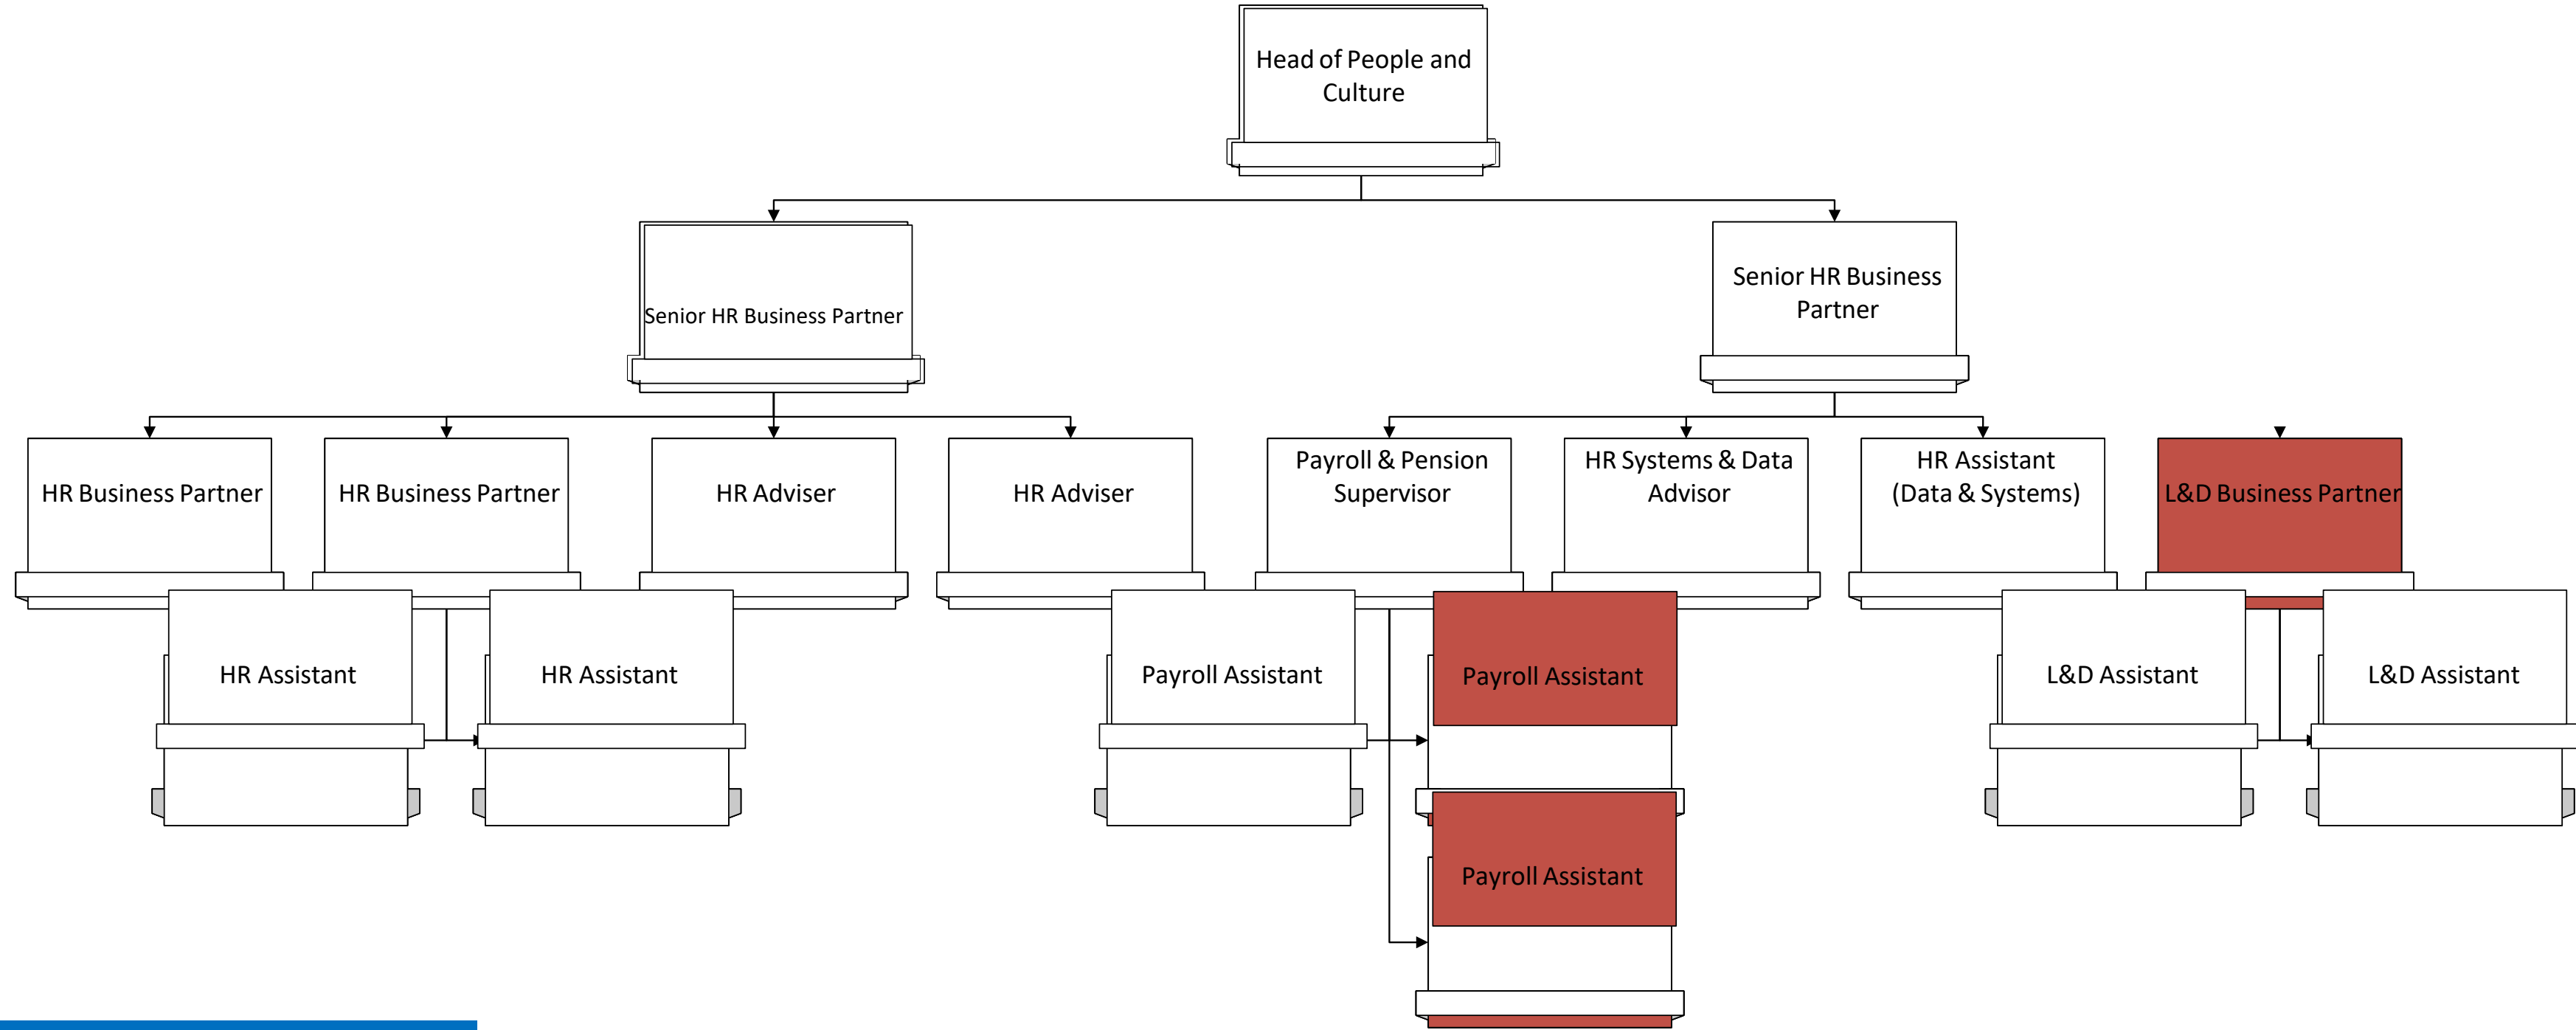 Head of People and
Culture
Senior HR Business Partner
Senior HR Business
Partner
HR Business Partner
HR Business Partner
HR Adviser
HR Adviser
Payroll & Pension
Supervisor
HR Systems & Data
Advisor
HR Assistant
(Data & Systems)
L&D Business Partner
HR Assistant
HR Assistant
Payroll Assistant
Payroll Assistant
L&D Assistant
L&D Assistant
Payroll Assistant